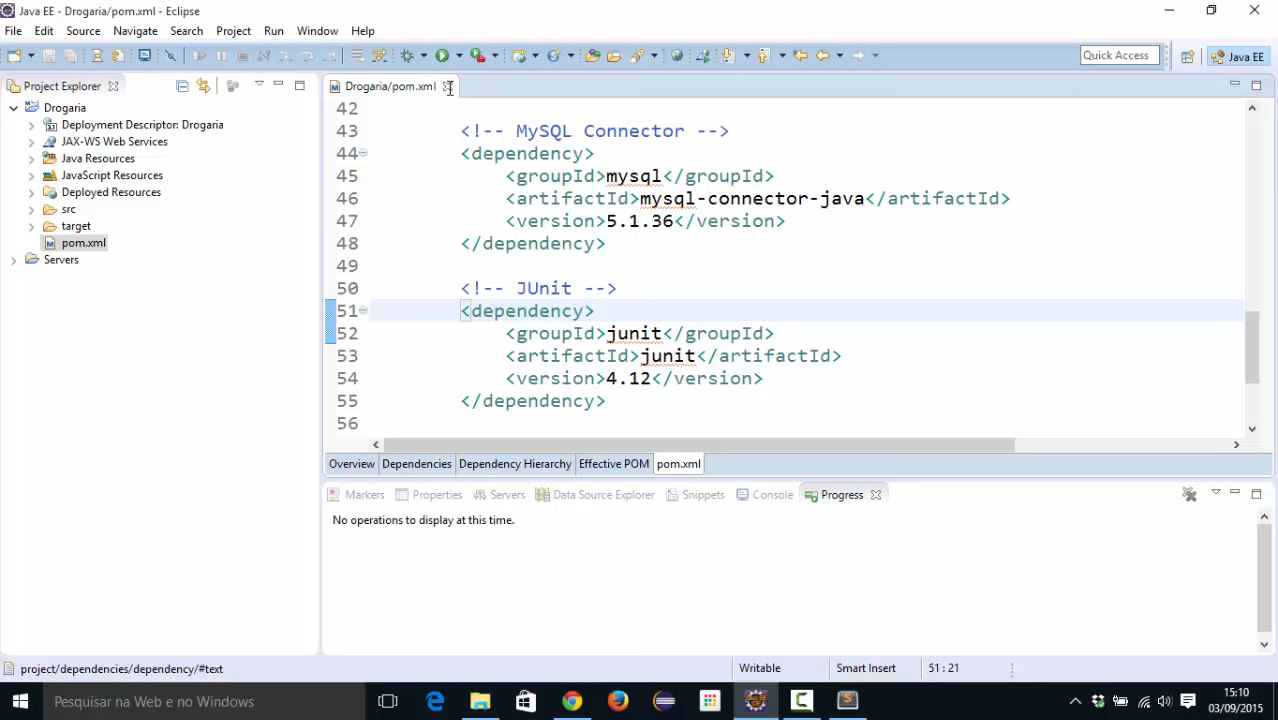 Java EE - Drogaria/pom.xml - Eclipse
File Edit Source Navigate Search Project Run Window Help
Quick Access
Java EE
Project Explorer
Drogaria
Deployment Descriptor: Drogaria
JAX-WS Web Services
Java Resources
JavaScript Resources
Deployed Resources
src
target
pom.xml
Servers
Drogaria/pom.xml
42
43 <!-- MySQL Connector -->
44 <dependency>
45 <groupId>mysql</groupId>
46 <artifactId>mysql-connector-java</artifactId>
47 <version>5.1.36</version>
48 </dependency>
49
50 <!-- JUnit -->
51 <dependency>
52 <groupId>junit</groupId>
53 <artifactId>junit</artifactId>
54 <version>4.12</version>
55 </dependency>
56
Overview Dependencies Dependency Hierarchy Effective POM pom.xml
Markers Properties Servers Data Source Explorer Snippets Console Progress
No operations to display at this time.
project/dependencies/dependency/#text Writable Smart Insert 51 : 21
Pesquisar na Web e no Windows
15:10
03/09/2015